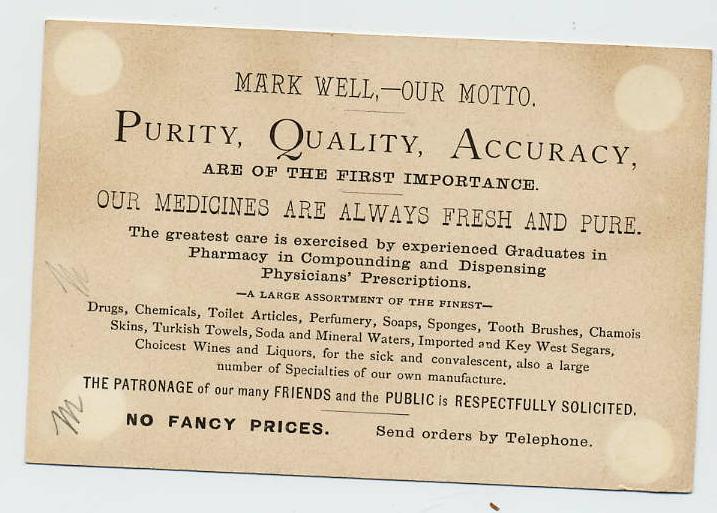 MARK WELL,—OUR MOTTO.
PURITY, QUALITY, ACCURACY,
ARE OF THE FIRST IMPORTANCE.
OUR MEDICINES ARE ALWAYS FRESH AND PURE.
The greatest care is exercised by experienced Graduates in
Pharmacy in Compounding and Dispensing
Physicians' Prescriptions.
—A LARGE ASSORTMENT OF THE FINEST—
Drugs, Chemicals, Toilet Articles, Perfumery, Soaps, Sponges, Tooth Brushes, Chamois
Skins, Turkish Towels, Soda and Mineral Waters, Imported and Key West Segars,
Choicest Wines and Liquors, for the sick and convalescent, also a large
number of Specialties of our own manufacture.
THE PATRONAGE of our many FRIENDS and the PUBLIC is RESPECTFULLY SOLICITED.
NO FANCY PRICES. Send orders by Telephone.